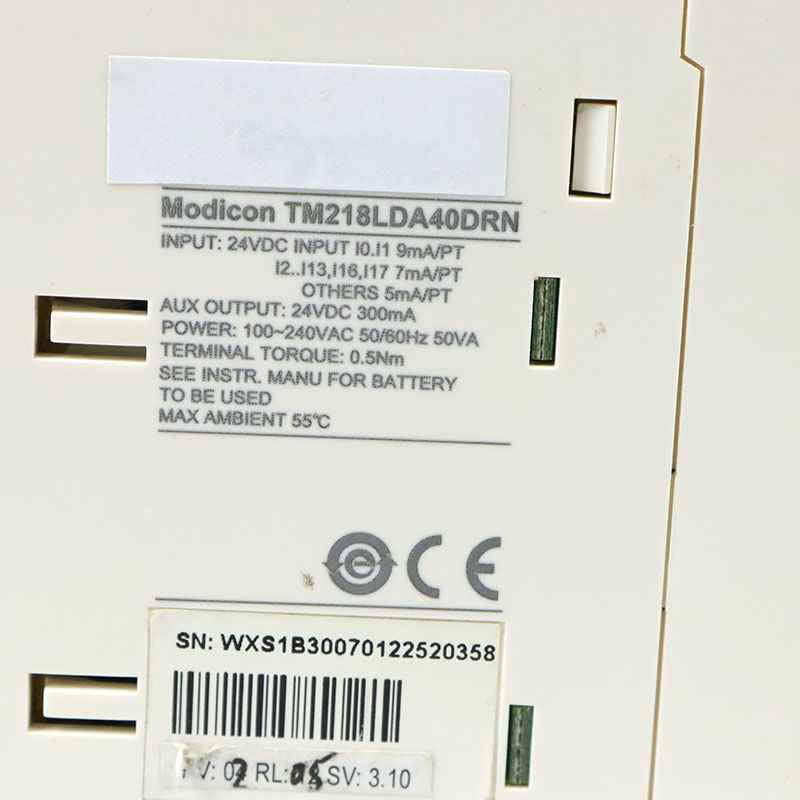 Modicon TM218LDA40DRN
INPUT: 24VDC INPUT I0.I1 9mA/PT
I2..I13,I16,I17 7mA/PT
OTHERS 5mA/PT
AUX OUTPUT: 24VDC 300mA
POWER: 100~240VAC 50/60Hz 50VA
TERMINAL TORQUE: 0.5Nm
SEE INSTR. MANU FOR BATTERY
TO BE USED
MAX AMBIENT 55℃
e CE
SN: WXS1B30070122520358
V: RL: SV: 3.10